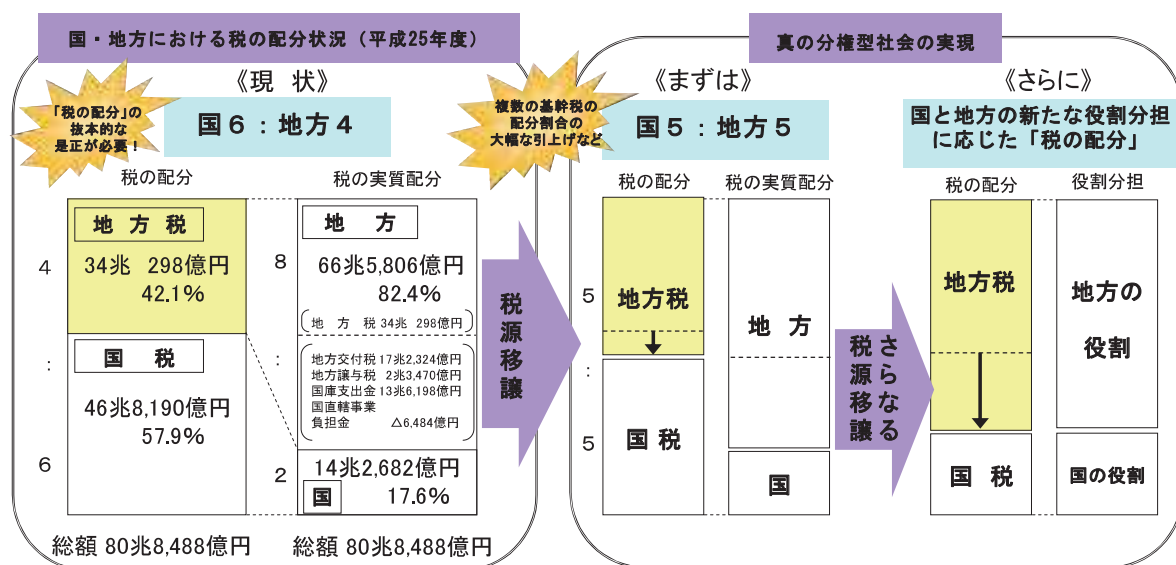 国・地方における税の配分状況(平成25年度)
「税の配分」の
抜本的な
是正が必要!
《現 状》
国6:地方4
税の配分
税の実質配分
4
:
6
地 方 税
34兆 298億円
42.1%
国 税
46兆8,190億円
57.9%
総額 80兆8,488億円
8
:
2
地 方
66兆5,806億円
82.4%
地 方 税 34兆 298億円
地方交付税 17兆2,324億円
地方譲与税 2兆3,470億円
国庫支出金 13兆6,198億円
国直轄事業
負担金 △6,484億円
14兆2,682億円
国 17.6%
総額 80兆8,488億円
税源移譲
真の分権型社会の実現
複数の基幹税の
配分割合の
大幅な引上げなど
《まずは》
国5:地方5
税の配分
税の実質配分
5
:
5
地方税
国税
地 方
国
さらなる
税源移譲
《さらに》
国と地方の新たな役割分担
に応じた「税の配分」
税の配分
役割分担
地方税
国 税
地方の
役割
国の役割